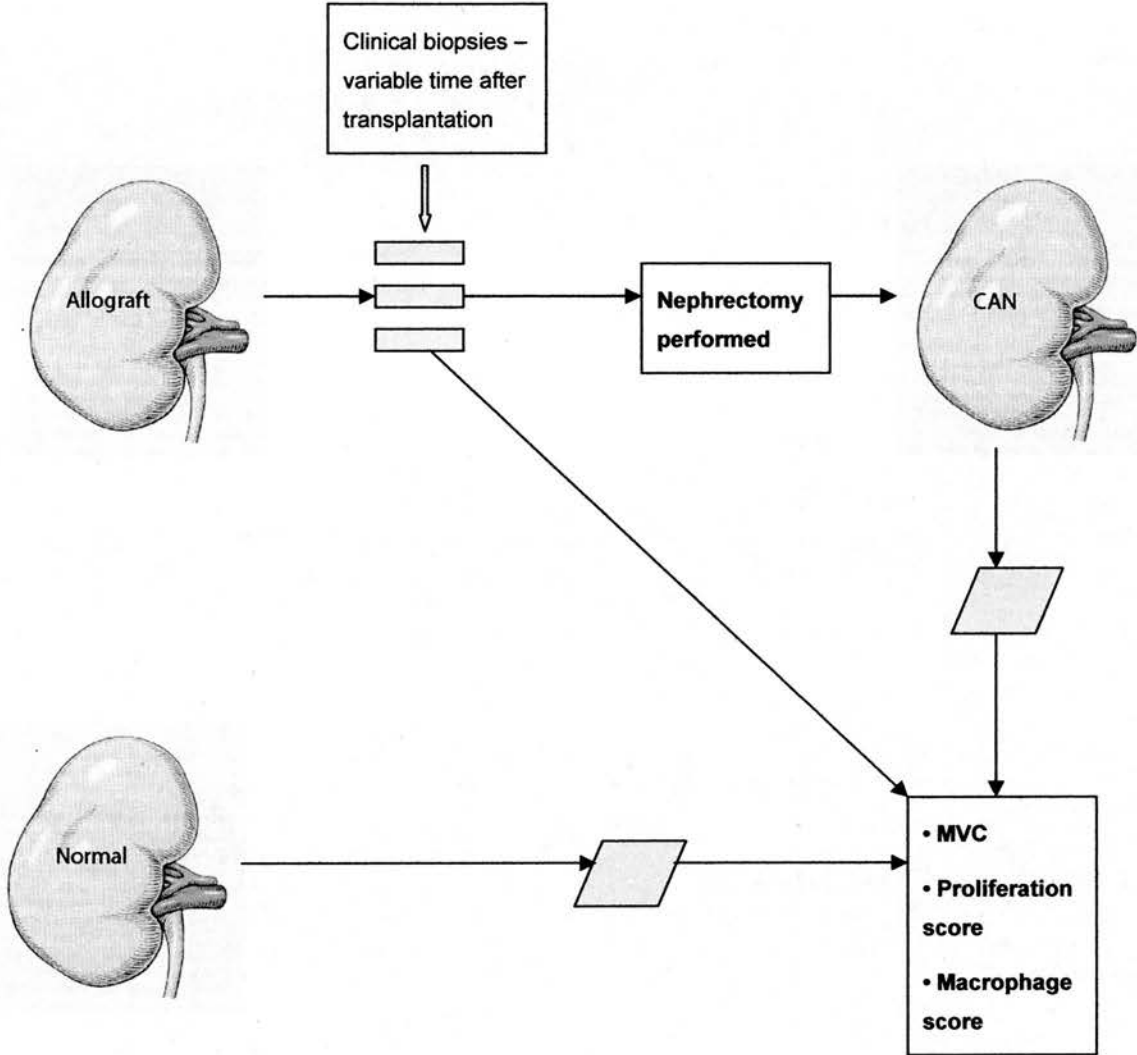 Clinical biopsies –
variable time after
transplantation
Allograft
Nephrectomy
performed
CAN
Normal
• MVC
• Proliferation
score
• Macrophage
score